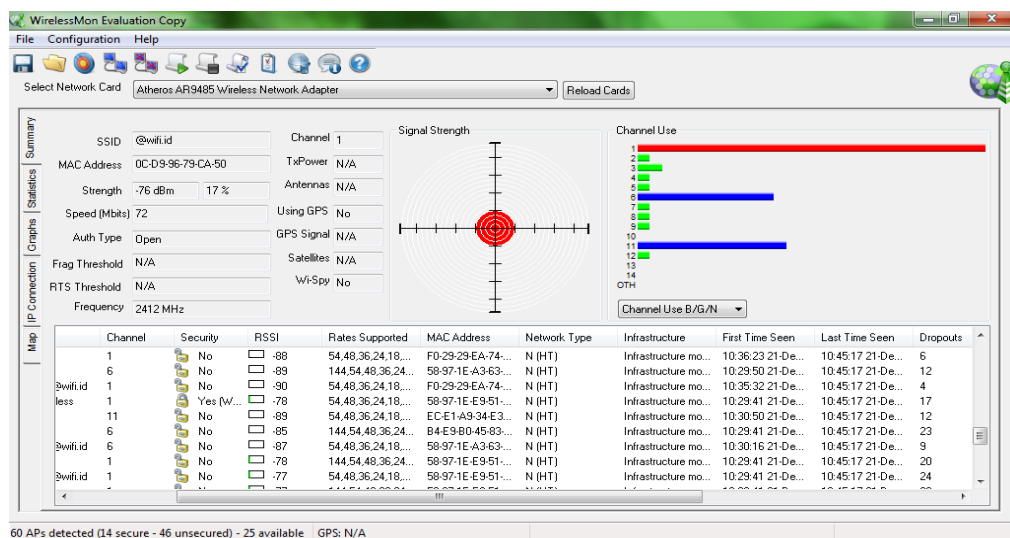 WirelessMon Evaluation Copy
File Configuration Help
Select Network Card Atheros AR9485 Wireless Network Adapter Reload Cards
Summary
Statistics
Graphs
IP Connection
Map
SSID @wifi.id
MAC Address 0C-D9-96-79-CA-50
Strength -76 dBm 17 %
Speed (Mbits) 72
Auth Type Open
Frag Threshold N/A
RTS Threshold N/A
Frequency 2412 MHz
Channel 1
TxPower N/A
Antennas N/A
Using GPS No
GPS Signal N/A
Satellites N/A
Wi-Spy No
Signal Strength
Channel Use
1
2
3
4
5
6
7
8
9
10
11
12
13
14
OTH
Channel Use B/G/N
Channel Security RSSI Rates Supported MAC Address Network Type Infrastructure First Time Seen Last Time Seen Dropouts
1 No -88 54,48,36,24,18,... F0-29-29-EA-74-... N (HT) Infrastructure mo... 10:36:23 21-De... 10:45:17 21-De... 6
6 No -89 144,54,48,36,24... 58-97-1E-A3-63-... N (HT) Infrastructure mo... 10:29:50 21-De... 10:45:17 21-De... 12
@wifi.id 1 No -90 54,48,36,24,18,... F0-29-29-EA-74-... N (HT) Infrastructure mo... 10:35:32 21-De... 10:45:17 21-De... 4
less 1 Yes (W... -78 54,48,36,24,18,... 58-97-1E-E9-51-... N (HT) Infrastructure mo... 10:29:41 21-De... 10:45:17 21-De... 17
11 No -89 54,48,36,24,18,... EC-E1-A9-34-E3... N (HT) Infrastructure mo... 10:30:50 21-De... 10:45:17 21-De... 12
6 No -85 144,54,48,36,24... B4-E9-B0-45-83-... N (HT) Infrastructure mo... 10:29:41 21-De... 10:45:17 21-De... 23
@wifi.id 6 No -87 54,48,36,24,18,... 58-97-1E-A3-63-... N (HT) Infrastructure mo... 10:30:16 21-De... 10:45:17 21-De... 9
1 No -78 144,54,48,36,24... 58-97-1E-E9-51-... N (HT) Infrastructure mo... 10:29:41 21-De... 10:45:17 21-De... 20
@wifi.id 1 No -77 54,48,36,24,18,... 58-97-1E-E9-51-... N (HT) Infrastructure mo... 10:29:41 21-De... 10:45:17 21-De... 24
60 APs detected (14 secure - 46 unsecured) - 25 available GPS: N/A